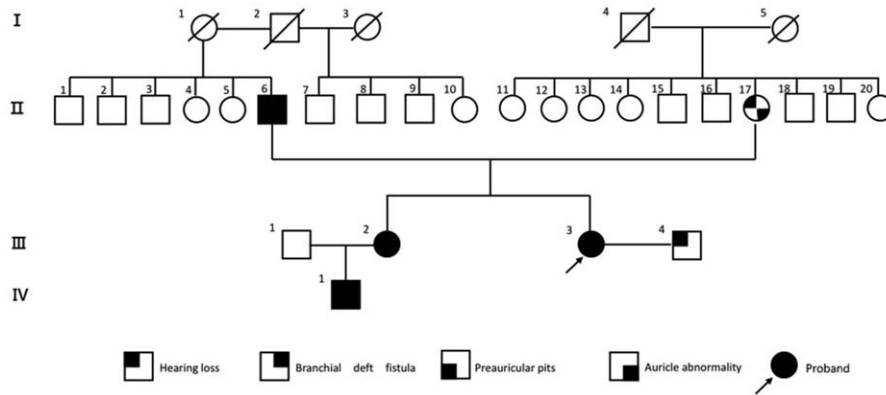 I 1 2 3 4 5
II 1 2 3 4 5 6 7 8 9 10 11 12 13 14 15 16 17 18 19 20
III 1 2 3 4
IV 1
Hearing loss Branchial deft fistula Preauricular pits Auricle abnormality Proband